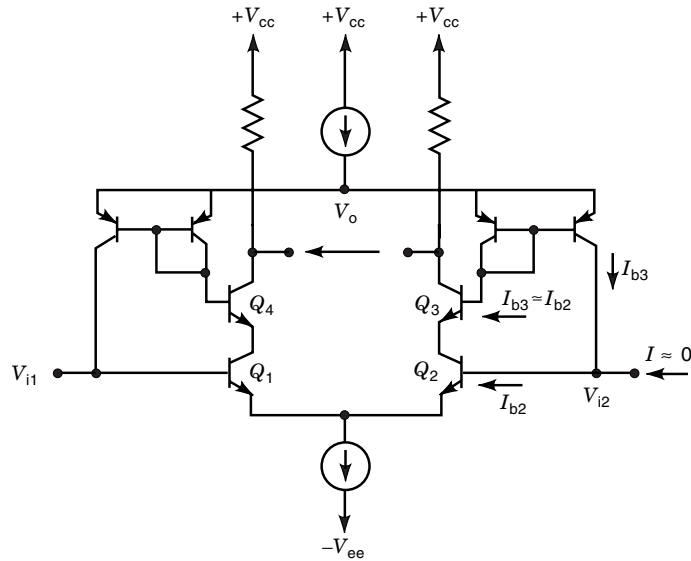 +Vcc +Vcc +Vcc
Vo
Ib3
Q4 Q3 Ib3 ≃ Ib2
Vi1 Q1 Q2 I ≈ 0
Ib2 Vi2
−Vee